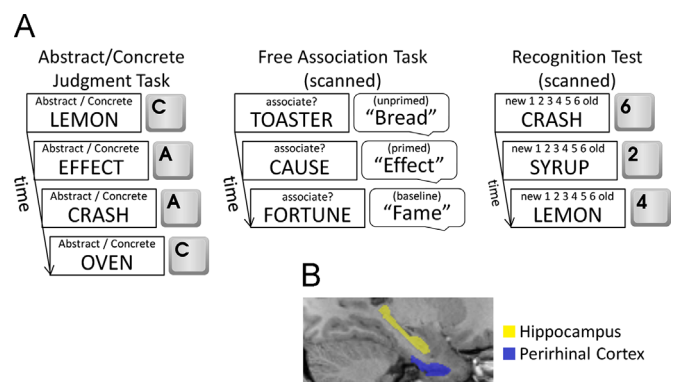 A
Abstract/Concrete
Judgment Task
Abstract / Concrete
LEMON
C
Abstract / Concrete
EFFECT
A
Abstract / Concrete
CRASH
A
Abstract / Concrete
OVEN
C
time
Free Association Task
(scanned)
associate?
TOASTER
(unprimed)
“Bread”
associate?
CAUSE
(primed)
“Effect”
associate?
FORTUNE
(baseline)
“Fame”
time
Recognition Test
(scanned)
new 1 2 3 4 5 6 old
CRASH
6
new 1 2 3 4 5 6 old
SYRUP
2
new 1 2 3 4 5 6 old
LEMON
4
time
B
Hippocampus
Perirhinal Cortex